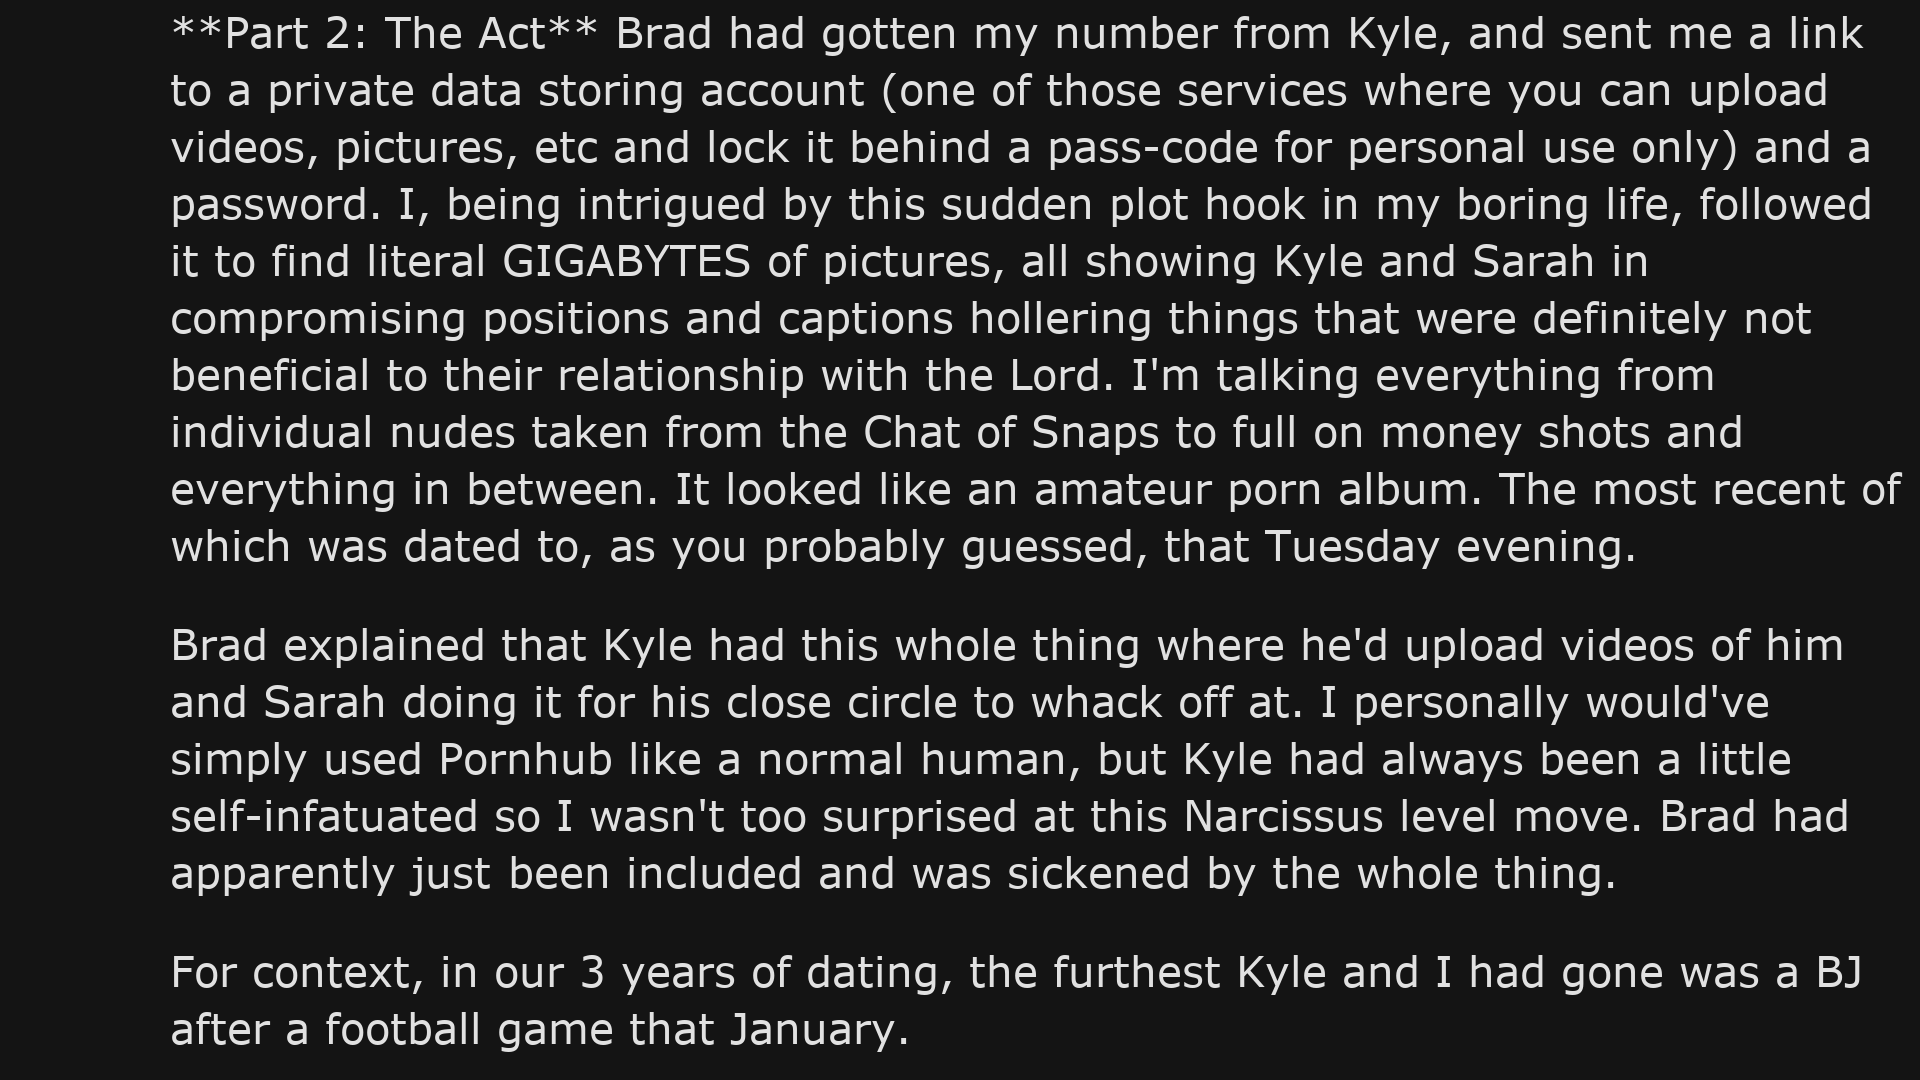 **Part 2: The Act** Brad had gotten my number from Kyle, and sent me a link
to a private data storing account (one of those services where you can upload
videos, pictures, etc and lock it behind a pass-code for personal use only) and a
password. I, being intrigued by this sudden plot hook in my boring life, followed
it to find literal GIGABYTES of pictures, all showing Kyle and Sarah in
compromising positions and captions hollering things that were definitely not
beneficial to their relationship with the Lord. I'm talking everything from
individual nudes taken from the Chat of Snaps to full on money shots and
everything in between. It looked like an amateur porn album. The most recent of
which was dated to, as you probably guessed, that Tuesday evening.
Brad explained that Kyle had this whole thing where he'd upload videos of him
and Sarah doing it for his close circle to whack off at. I personally would've
simply used Pornhub like a normal human, but Kyle had always been a little
self-infatuated so I wasn't too surprised at this Narcissus level move. Brad had
apparently just been included and was sickened by the whole thing.
For context, in our 3 years of dating, the furthest Kyle and I had gone was a BJ
after a football game that January.